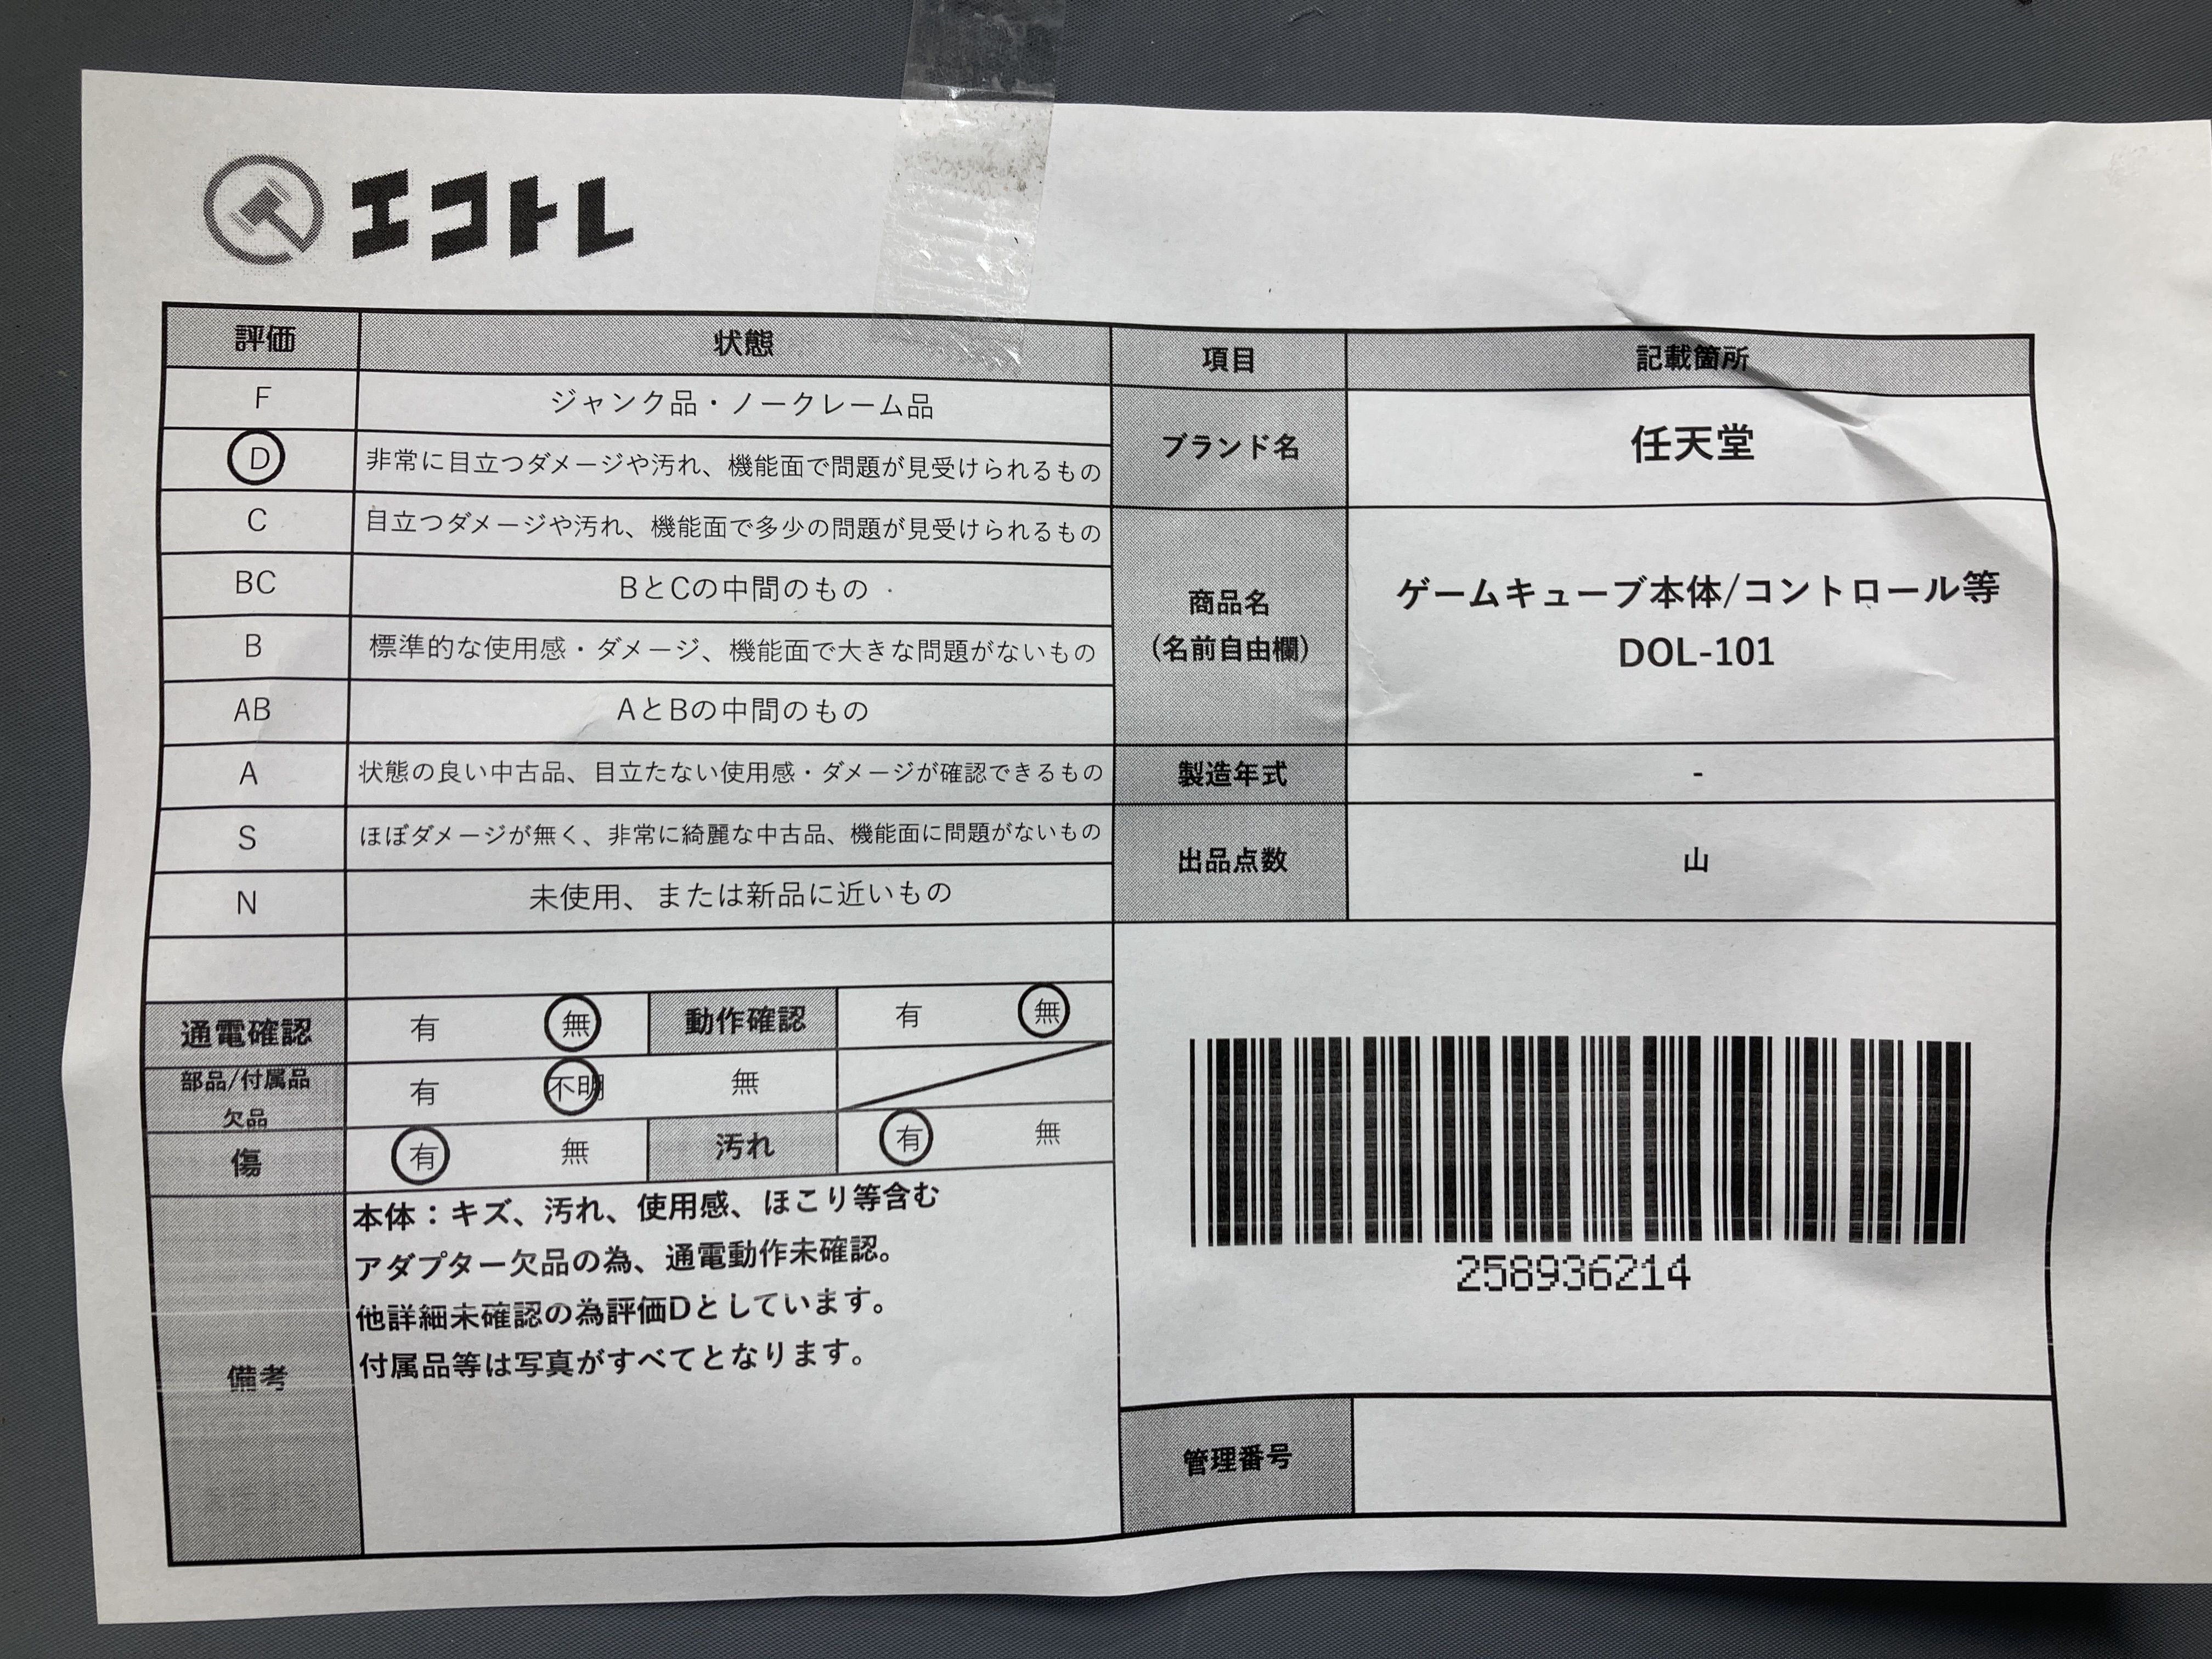 エコトレ
評価 状態 項目 記載箇所
F ジャンク品・ノークレーム品
D 非常に目立つダメージや汚れ、機能面で問題が見受けられるもの
ブランド名 任天堂
C 目立つダメージや汚れ、機能面で多少の問題が見受けられるもの
BC BとCの中間のもの
B 標準的な使用感・ダメージ、機能面で大きな問題がないもの
AB AとBの中間のもの
商品名
(名前自由欄)
ゲームキューブ本体/コントロール等
DOL-101
A 状態の良い中古品、目立たない使用感・ダメージが確認できるもの
製造年式 -
S ほぼダメージが無く、非常に綺麗な中古品、機能面に問題がないもの
出品点数 山
N 未使用、または新品に近いもの
通電確認 有 無 動作確認 有 無
部品/付属品
欠品
有 不明 無
傷 有 無 汚れ 有 無
備考
本体：キズ、汚れ、使用感、ほこり等含む
アダプター欠品の為、通電動作未確認。
他詳細未確認の為評価Dとしています。
付属品等は写真がすべてとなります。
258936214
管理番号